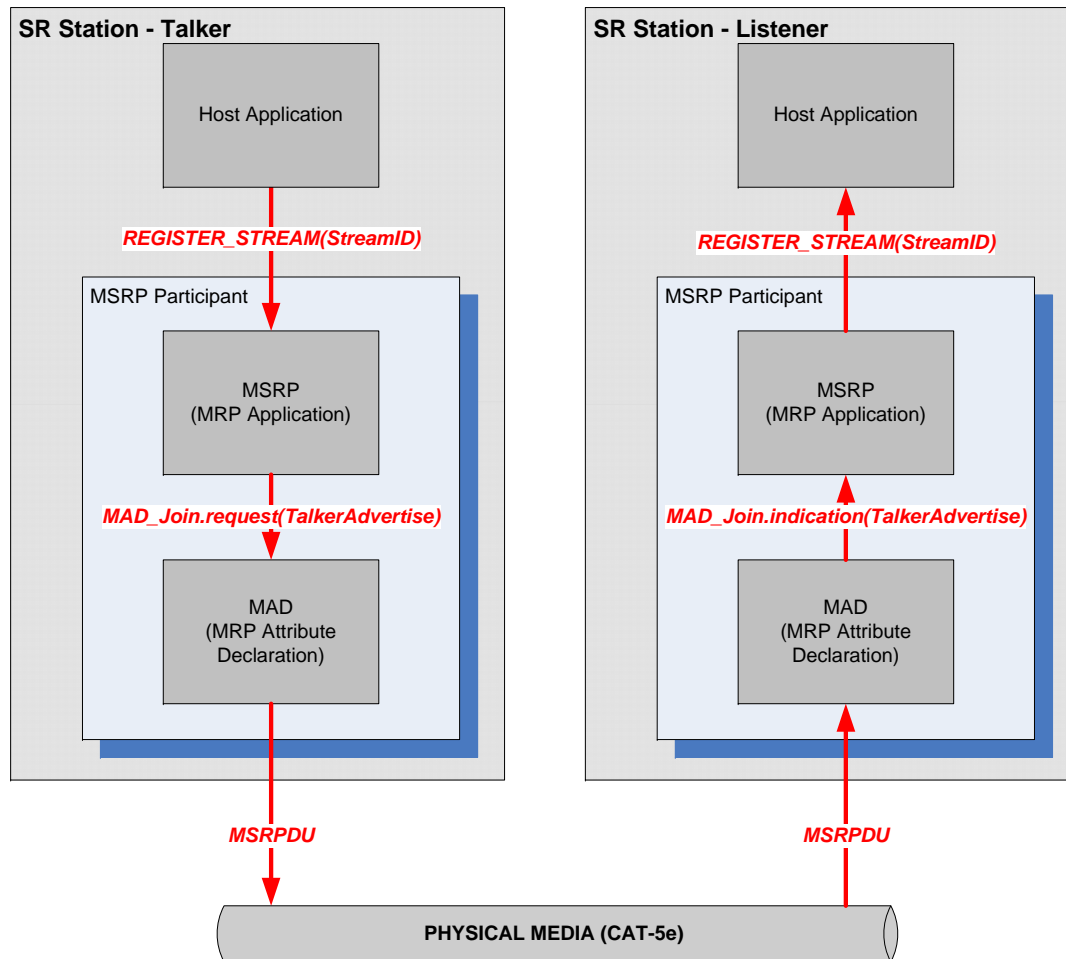 SR Station - Talker
Host Application
REGISTER_STREAM(StreamID)
MSRP Participant
MSRP
(MRP Application)
MAD_Join.request(TalkerAdvertise)
MAD
(MRP Attribute
Declaration)
MSRPDU
SR Station - Listener
Host Application
REGISTER_STREAM(StreamID)
MSRP Participant
MSRP
(MRP Application)
MAD_Join.indication(TalkerAdvertise)
MAD
(MRP Attribute
Declaration)
MSRPDU
PHYSICAL MEDIA (CAT-5e)